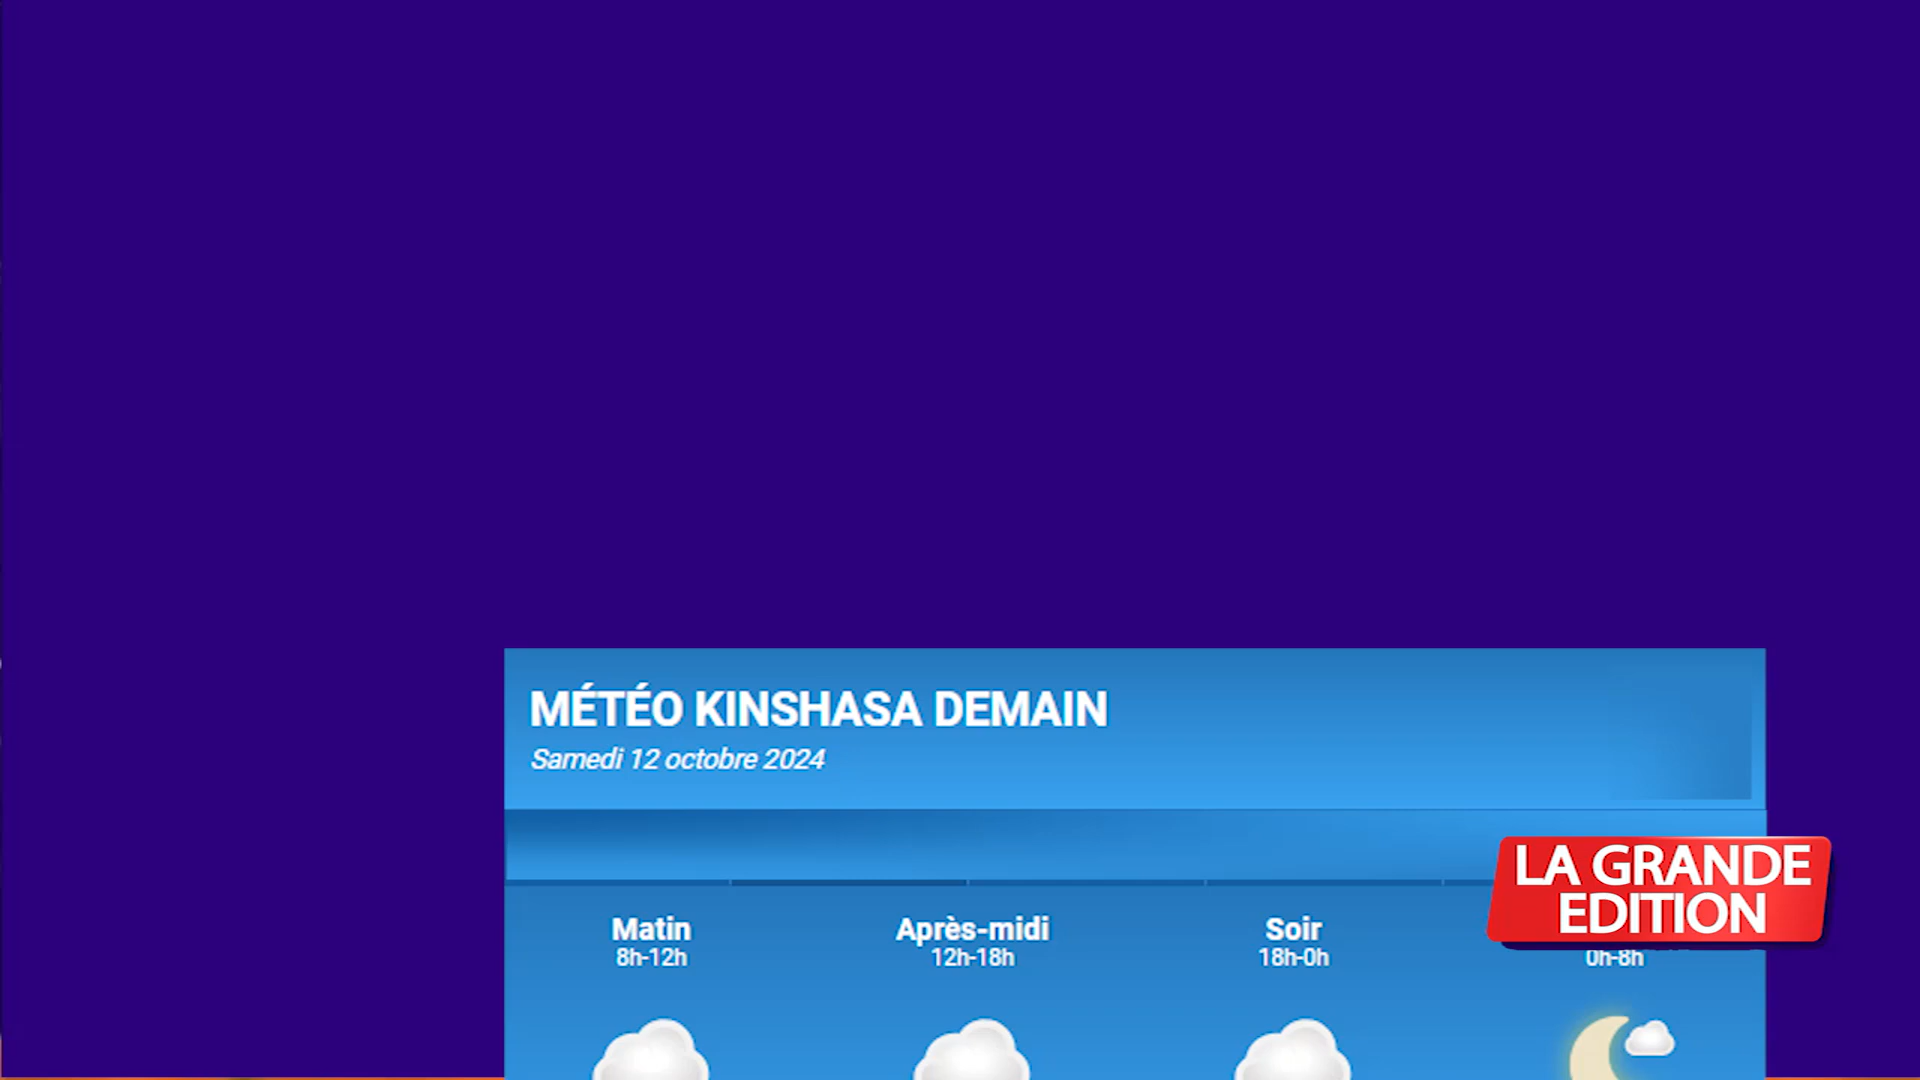 MÉTÉO KINSHASA DEMAIN
Samedi 12 octobre 2024
LA GRANDE
EDITION
Matin
Après-midi
Soir
8h-12h
12h-18h
18h-0h
0h-8h